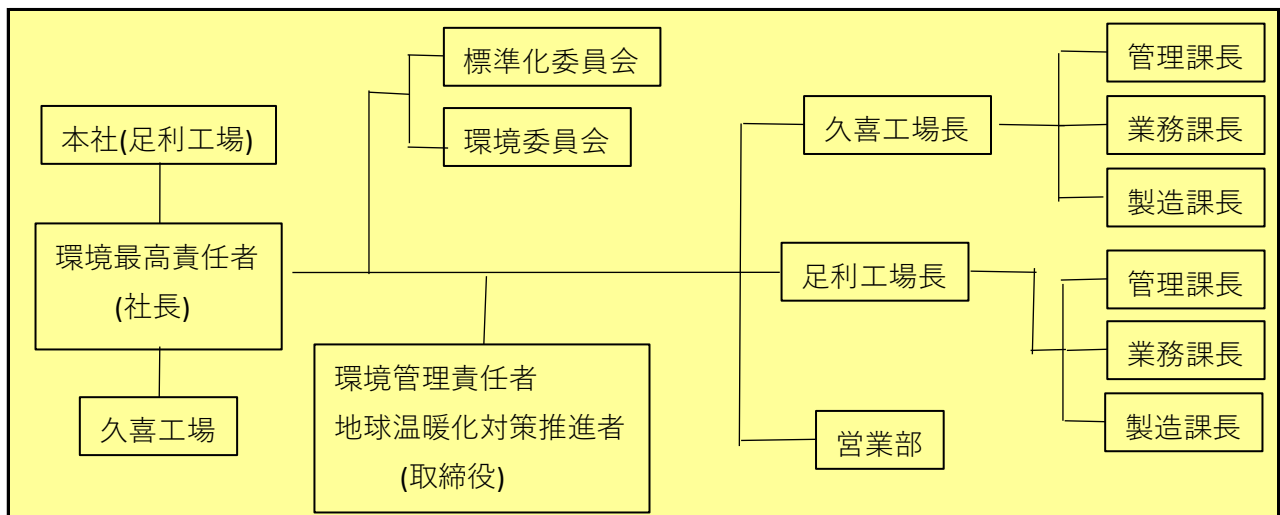 本社(足利工場)
環境最高責任者
(社長)
久喜工場
標準化委員会
環境委員会
環境管理責任者
地球温暖化対策推進者
(取締役)
久喜工場長
管理課長
業務課長
製造課長
足利工場長
管理課長
業務課長
製造課長
営業部